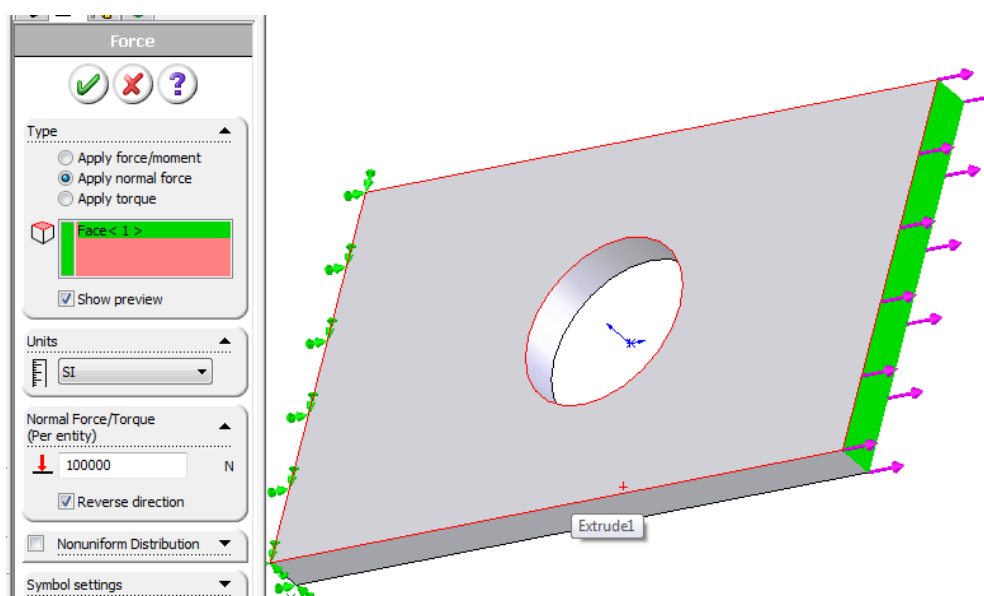 Force
?
Type
Apply force/moment
Apply normal force
Apply torque
Face< 1 >
Show preview
Units
SI
Normal Force/Torque
(Per entity)
100000 N
Reverse direction
Nonuniform Distribution
Symbol settings
Extrude1